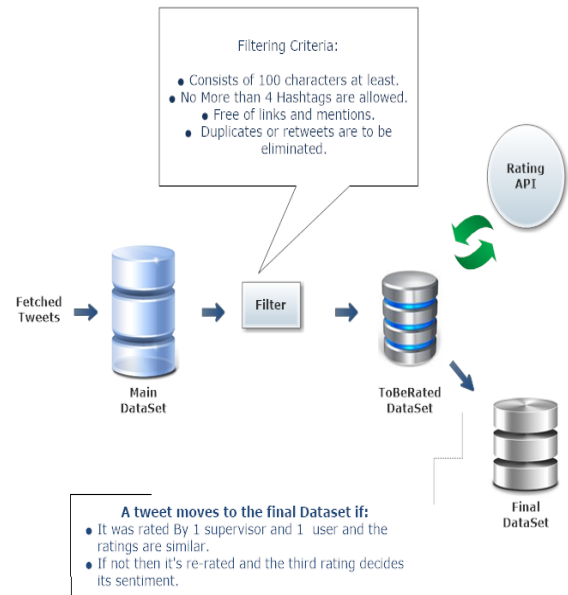 Filtering Criteria:
● Consists of 100 characters at least.
● No More than 4 Hashtags are allowed.
● Free of links and mentions.
● Duplicates or retweets are to be
eliminated.
Rating
API
Fetched
Tweets
Filter
Main
DataSet
ToBeRated
DataSet
Final
DataSet
A tweet moves to the final Dataset if:
● It was rated By 1 supervisor and 1 user and the
ratings are similar.
● If not then it's re-rated and the third rating decides
its sentiment.